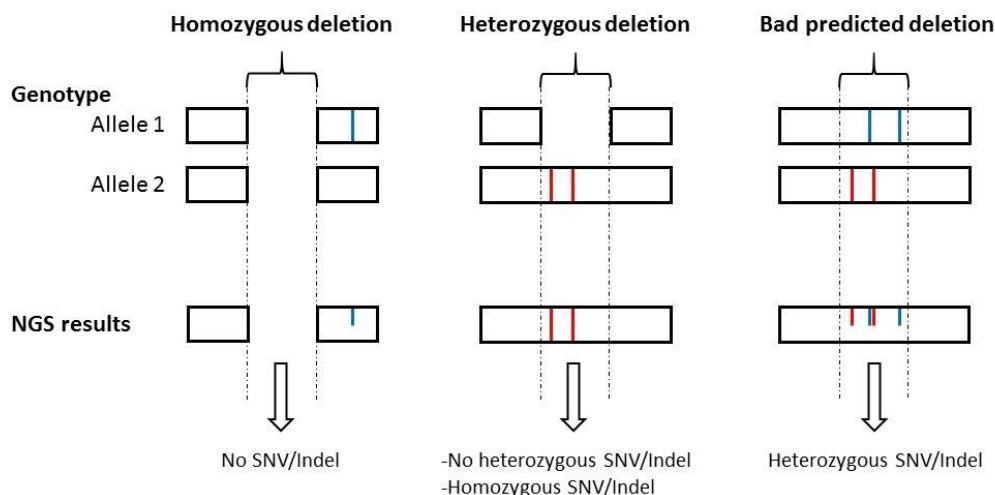 Homozygous deletion
Heterozygous deletion
Bad predicted deletion
Genotype
Allele 1
Allele 2
NGS results
No SNV/Indel
-No heterozygous SNV/Indel
-Homozygous SNV/Indel
Heterozygous SNV/Indel